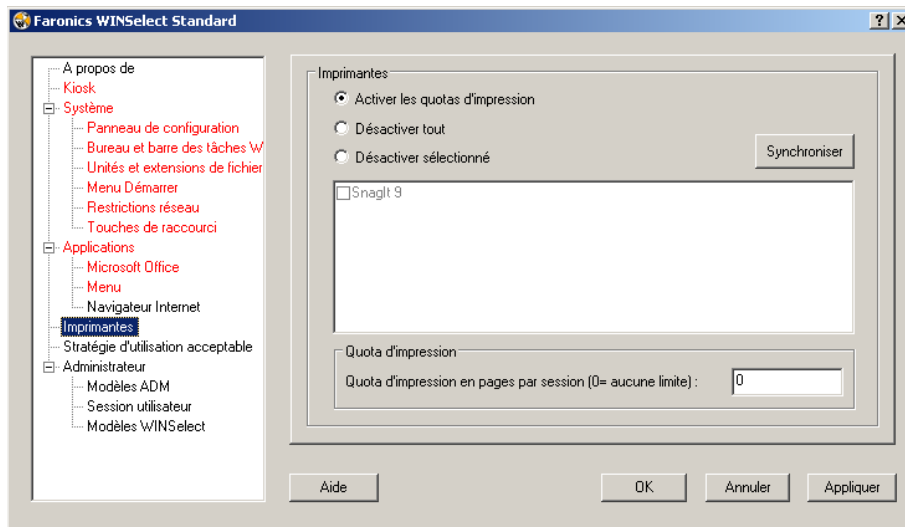 Faronics WINSelect Standard
A propos de
Kiosk
Système
Panneau de configuration
Bureau et barre des tâches W
Unités et extensions de fichier
Menu Démarrer
Restrictions réseau
Touches de raccourci
Applications
Microsoft Office
Menu
Navigateur Internet
Imprimantes
Stratégie d'utilisation acceptable
Administrateur
Modèles ADM
Session utilisateur
Modèles WINSelect
Imprimantes
Activer les quotas d'impression
Désactiver tout
Désactiver sélectionné
Synchroniser
SnagIt 9
Quota d'impression
Quota d'impression en pages par session (0= aucune limite) : 0
Aide
OK
Annuler
Appliquer